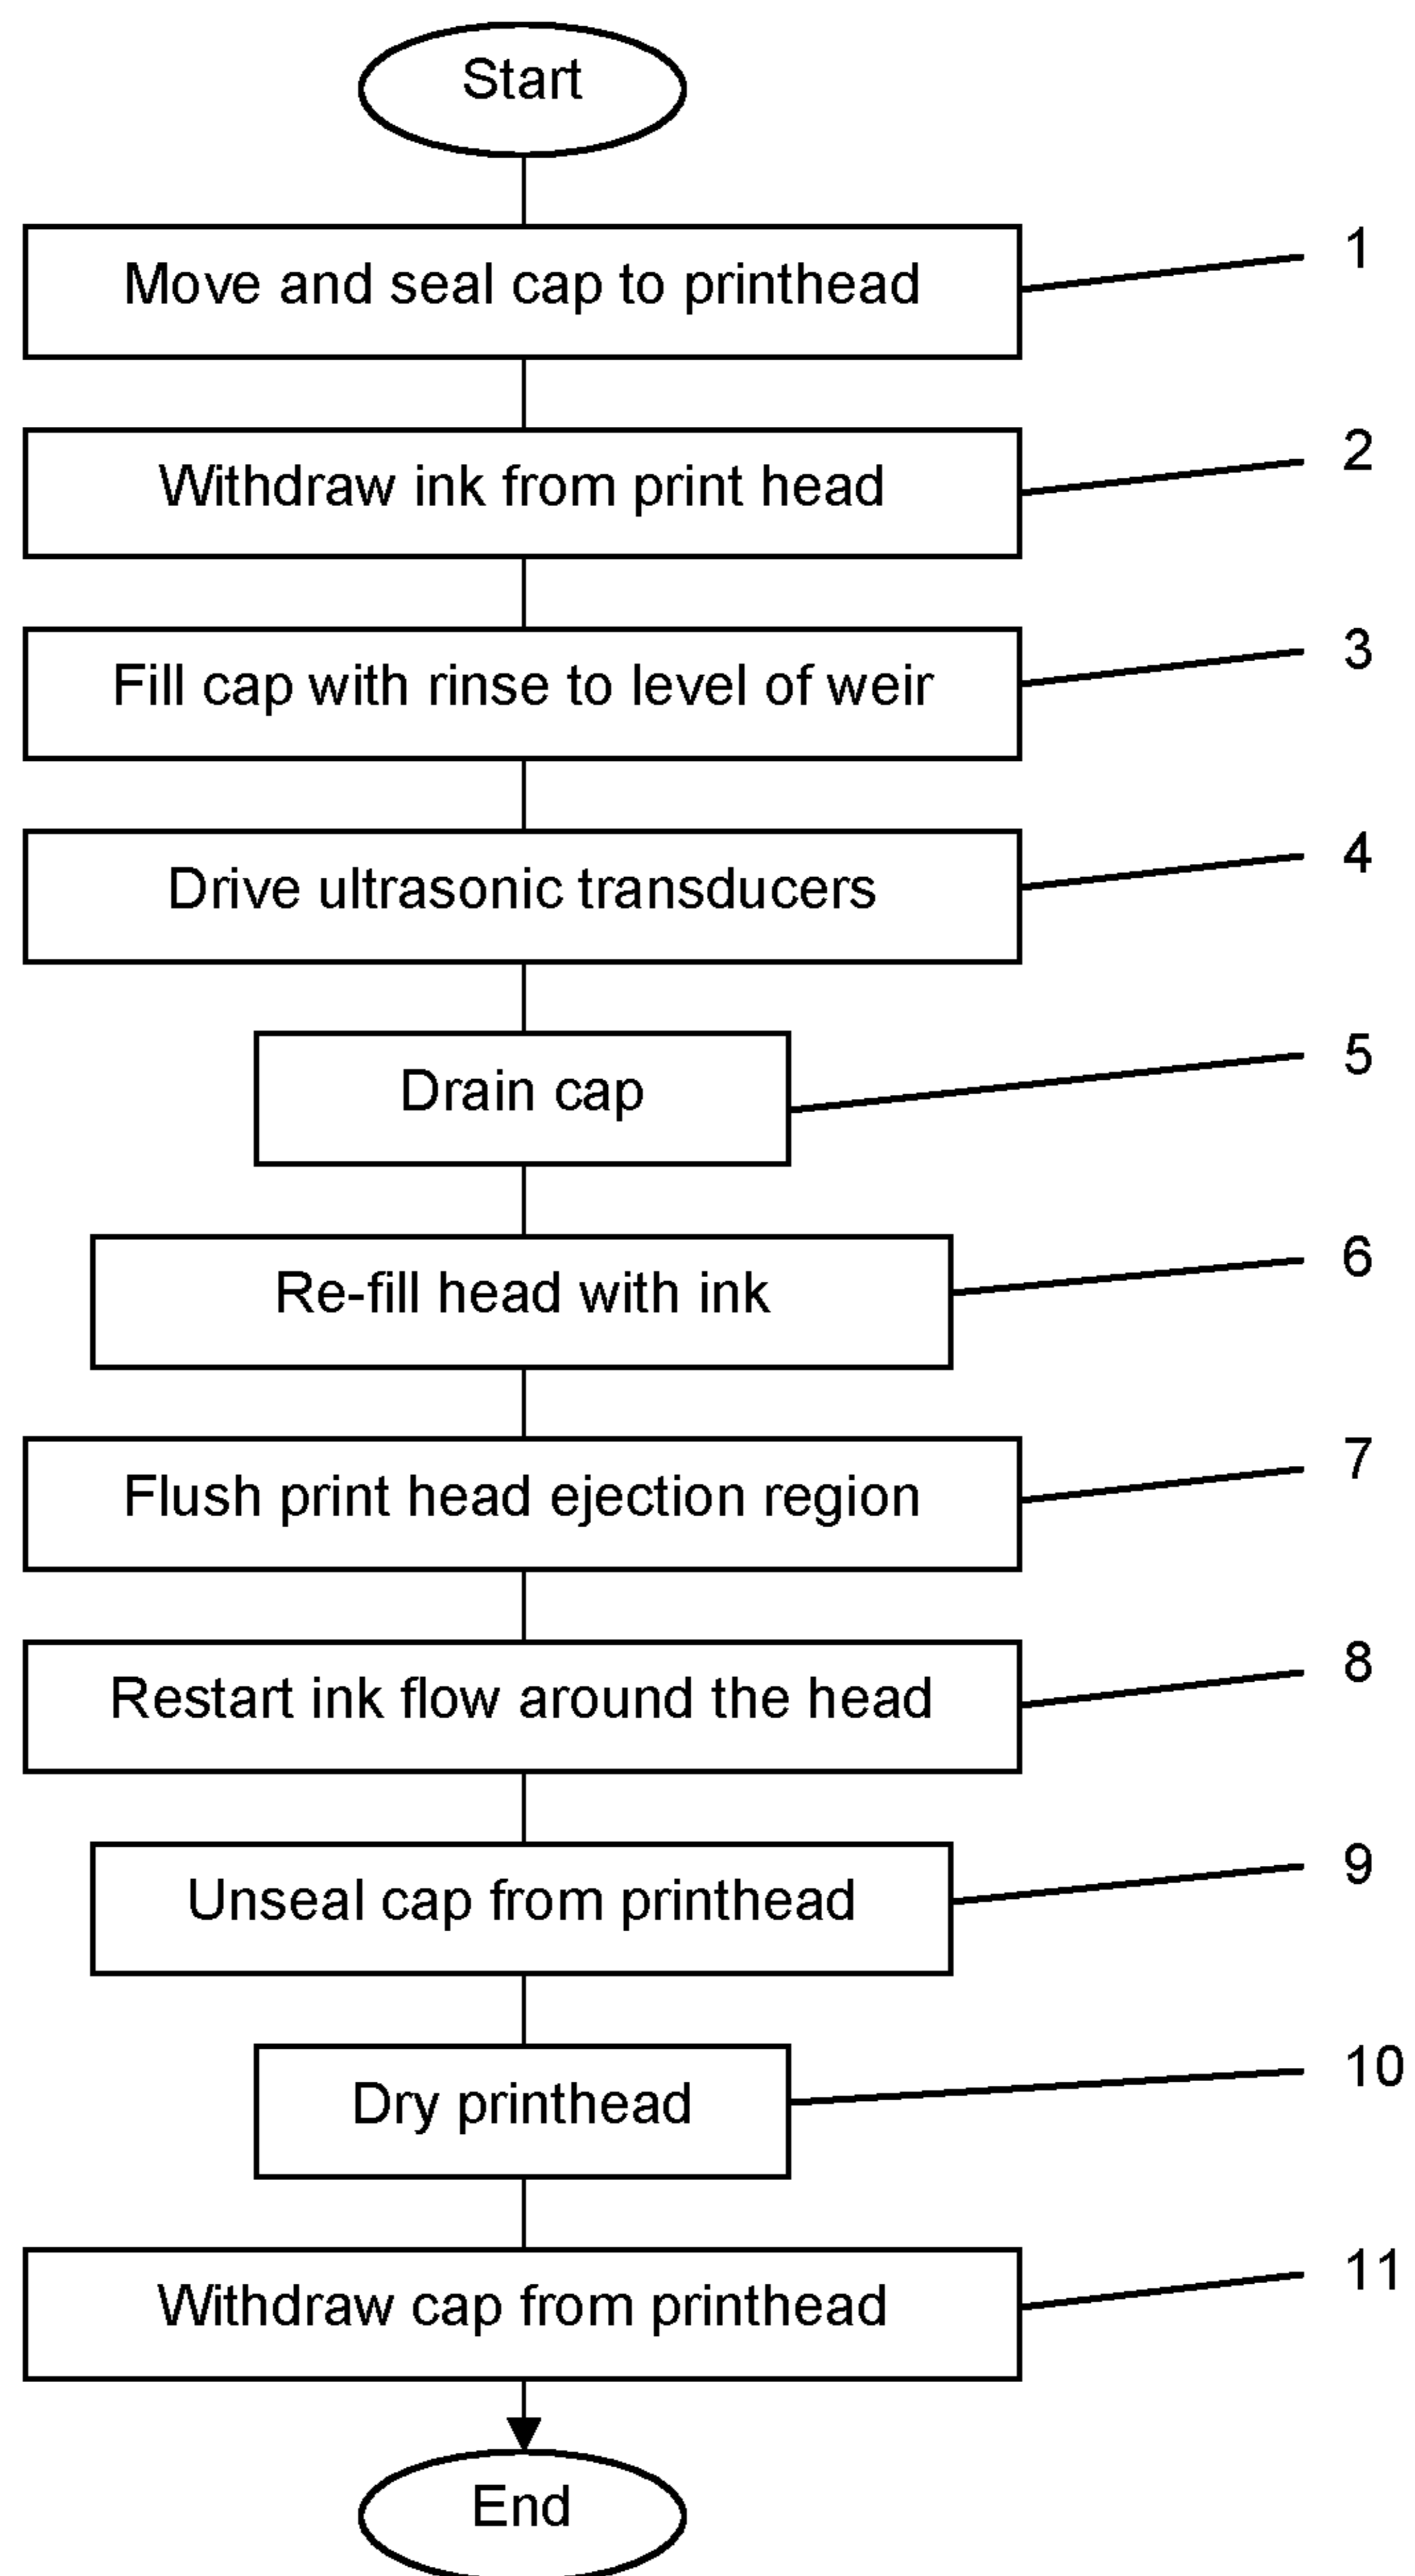 Start
Move and seal cap to printhead
1
Withdraw ink from print head
2
Fill cap with rinse to level of weir
3
Drive ultrasonic transducers
4
Drain cap
5
Re-fill head with ink
6
Flush print head ejection region
7
Restart ink flow around the head
8
Unseal cap from printhead
9
Dry printhead
10
Withdraw cap from printhead
11
End